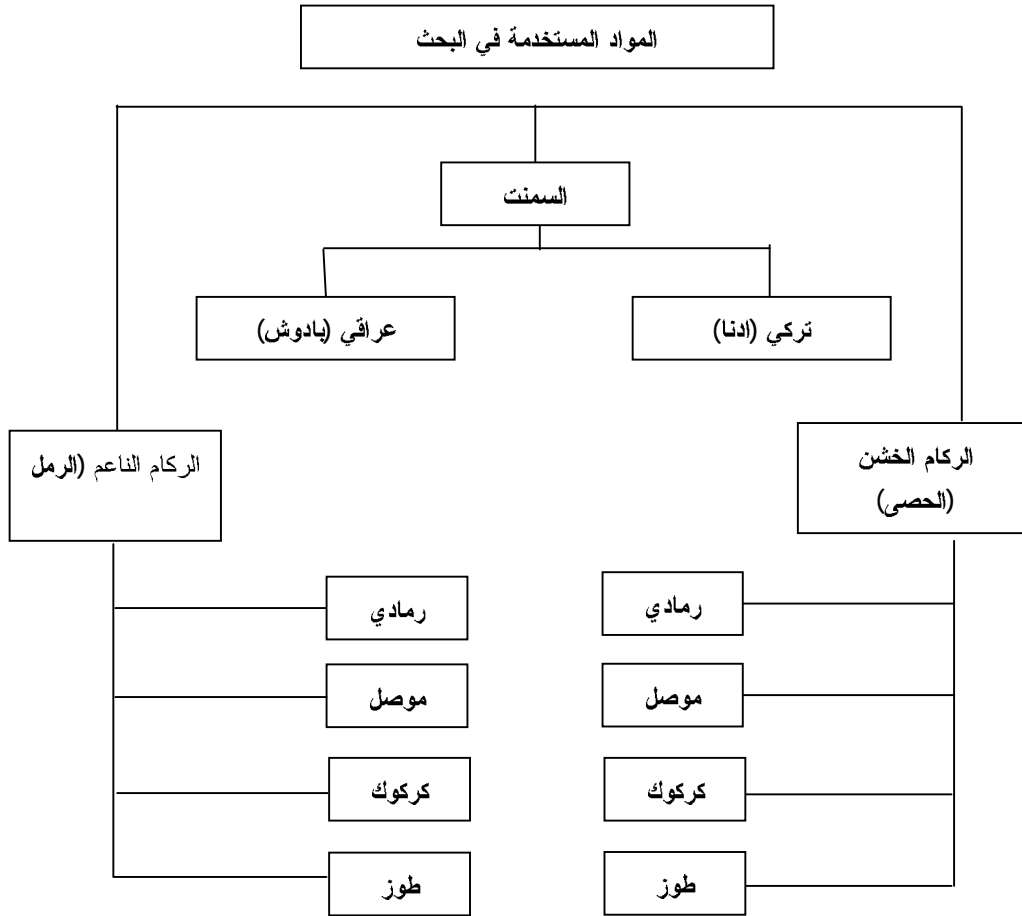 المواد المستخدمة في البحث
السمنت
تركي (ادنا)
عراقي (بادوش)
الركام الخشن
(الحصى)
الركام الناعم (الرمل
رمادي
رمادي
موصل
موصل
كركوك
كركوك
طوز
طوز